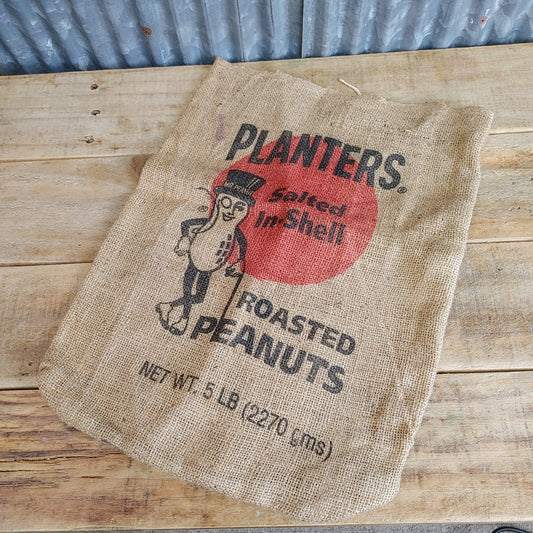 PLANTERS®
Salted
In-Shell
ROASTED
PEANUTS
NET WT. 5 LB (2270 gms)